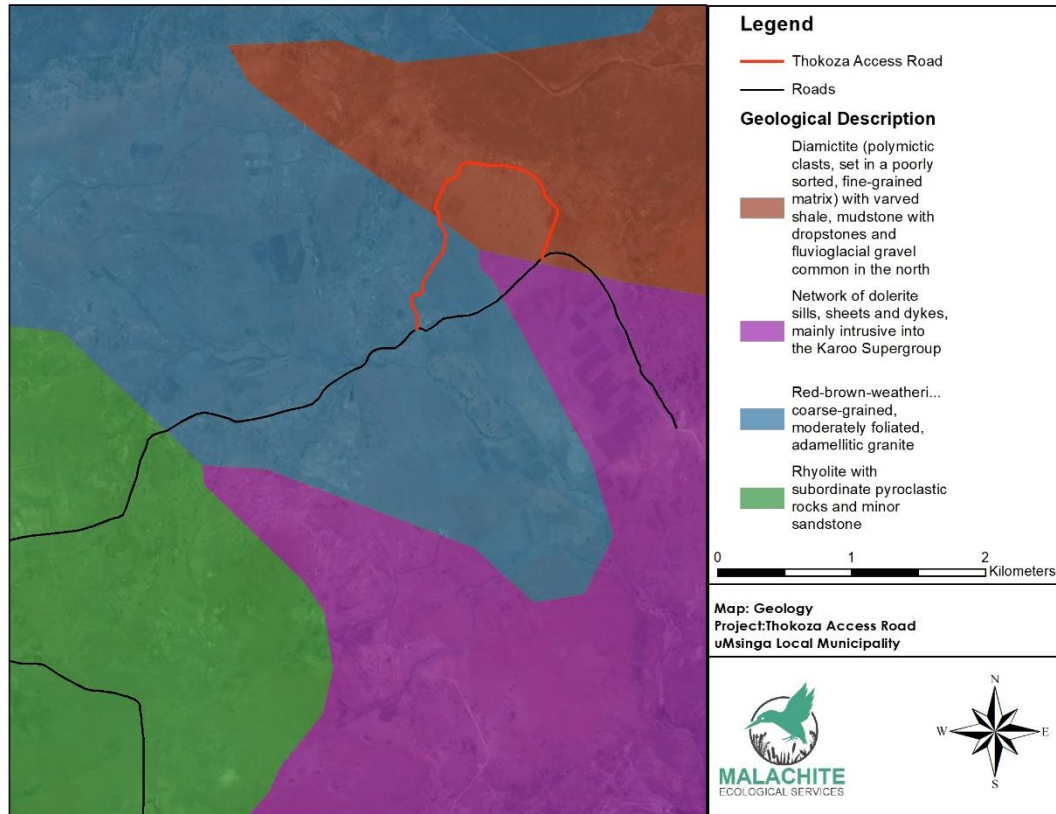 Legend
Thokoza Access Road
Roads
Geological Description
Diamictite (polymictic
clasts, set in a poorly
sorted, fine-grained
matrix) with varved
shale, mudstone with
dropstones and
fluvioglacial gravel
common in the north
Network of dolerite
sills, sheets and dykes,
mainly intrusive into
the Karoo Supergroup
Red-brown-weatheri...
coarse-grained,
moderately foliated,
adamellitic granite
Rhyolite with
subordinate pyroclastic
rocks and minor
sandstone
0 1 2
Kilometers
Map: Geology
Project:Thokoza Access Road
uMsinga Local Municipality
MALACHITE
ECOLOGICAL SERVICES
N
W E
S